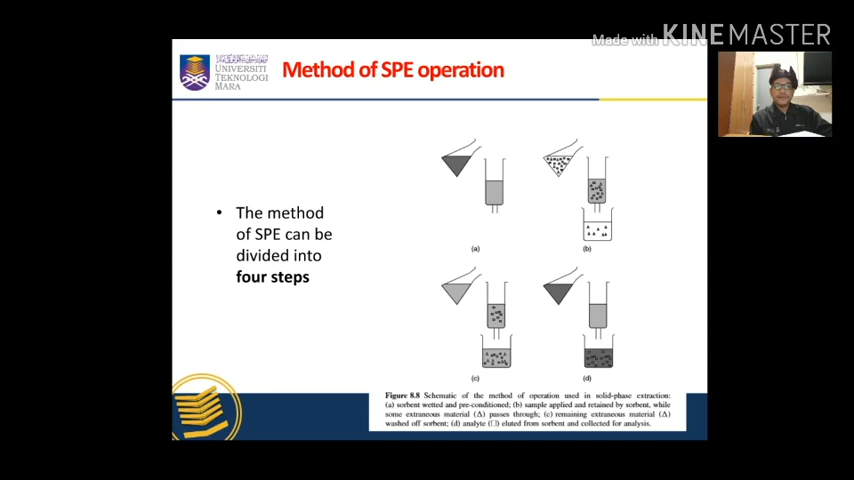 Made with KINEMASTER
UNIVERSITI
TEKNOLOGI
MARA
Method of SPE operation
• The method
of SPE can be
divided into
four steps
(a)
(b)
(c)
(d)
Figure 8.8 Schematic of the method of operation used in solid-phase extraction:
(a) sorbent wetted and pre-conditioned; (b) sample applied and retained by sorbent, while
some extraneous material (Δ) passes through; (c) remaining extraneous material (Δ)
washed off sorbent; (d) analyte (□) eluted from sorbent and collected for analysis.